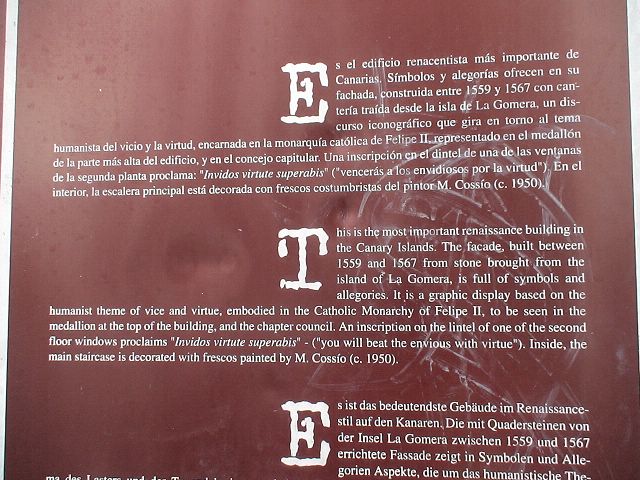 Es el edificio renacentista más importante de
Canarias. Símbolos y alegorías ofrecen en su
fachada, construida entre 1559 y 1567 con can-
tería traída desde la isla de La Gomera, un dis-
curso iconográfico que gira en torno al tema
humanista del vicio y la virtud, encarnada en la monarquía católica de Felipe II, representado en el medallón
de la parte más alta del edificio, y en el concejo capitular. Una inscripción en el dintel de una de las ventanas
de la segunda planta proclama: "Invidos virtute superabis" ("vencerás a los envidiosos por la virtud"). En el
interior, la escalera principal está decorada con frescos costumbristas del pintor M. Cossío (c. 1950).
This is the most important renaissance building in
the Canary Islands. The facade, built between
1559 and 1567 from stone brought from the
island of La Gomera, is full of symbols and
allegories. It is a graphic display based on the
humanist theme of vice and virtue, embodied in the Catholic Monarchy of Felipe II, to be seen in the
medallion at the top of the building, and the chapter council. An inscription on the lintel of one of the second
floor windows proclaims "Invidos virtute superabis" - ("you will beat the envious with virtue"). Inside, the
main staircase is decorated with frescos painted by M. Cossío (c. 1950).
Es ist das bedeutendste Gebäude im Renaissance-
stil auf den Kanaren. Die mit Quadersteinen von
der Insel La Gomera zwischen 1559 und 1567
errichtete Fassade zeigt in Symbolen und Alle-
gorien Aspekte, die um das humanistische The-
ma des Lasters und der